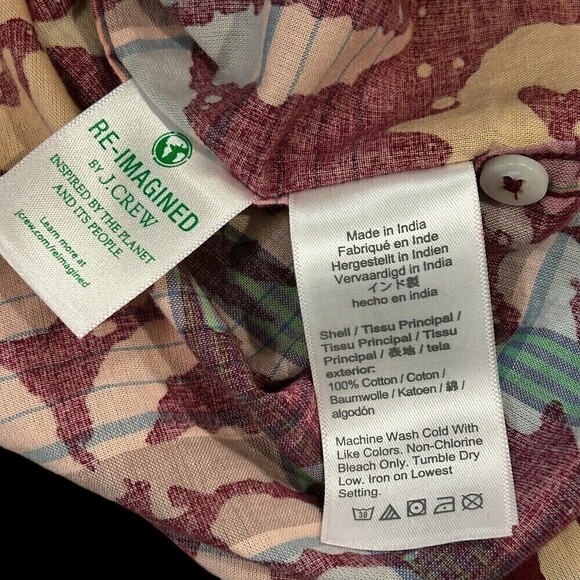 RE-IMAGINED
BY J.CREW
INSPIRED BY THE PLANET
AND ITS PEOPLE
Learn more at
jcrew.com/reimagined
Made in India
Fabriqué en Inde
Hergestellt in Indien
Vervaardigd in India
インド製
hecho en india
Shell / Tissu Principal /
Tissu Principal / Tissu
Principal / 表地 / tela
exterior:
100% Cotton / Coton /
Baumwolle / Katoen / 綿 /
algodón
Machine Wash Cold With
Like Colors. Non-Chlorine
Bleach Only. Tumble Dry
Low. Iron on Lowest
Setting.
30